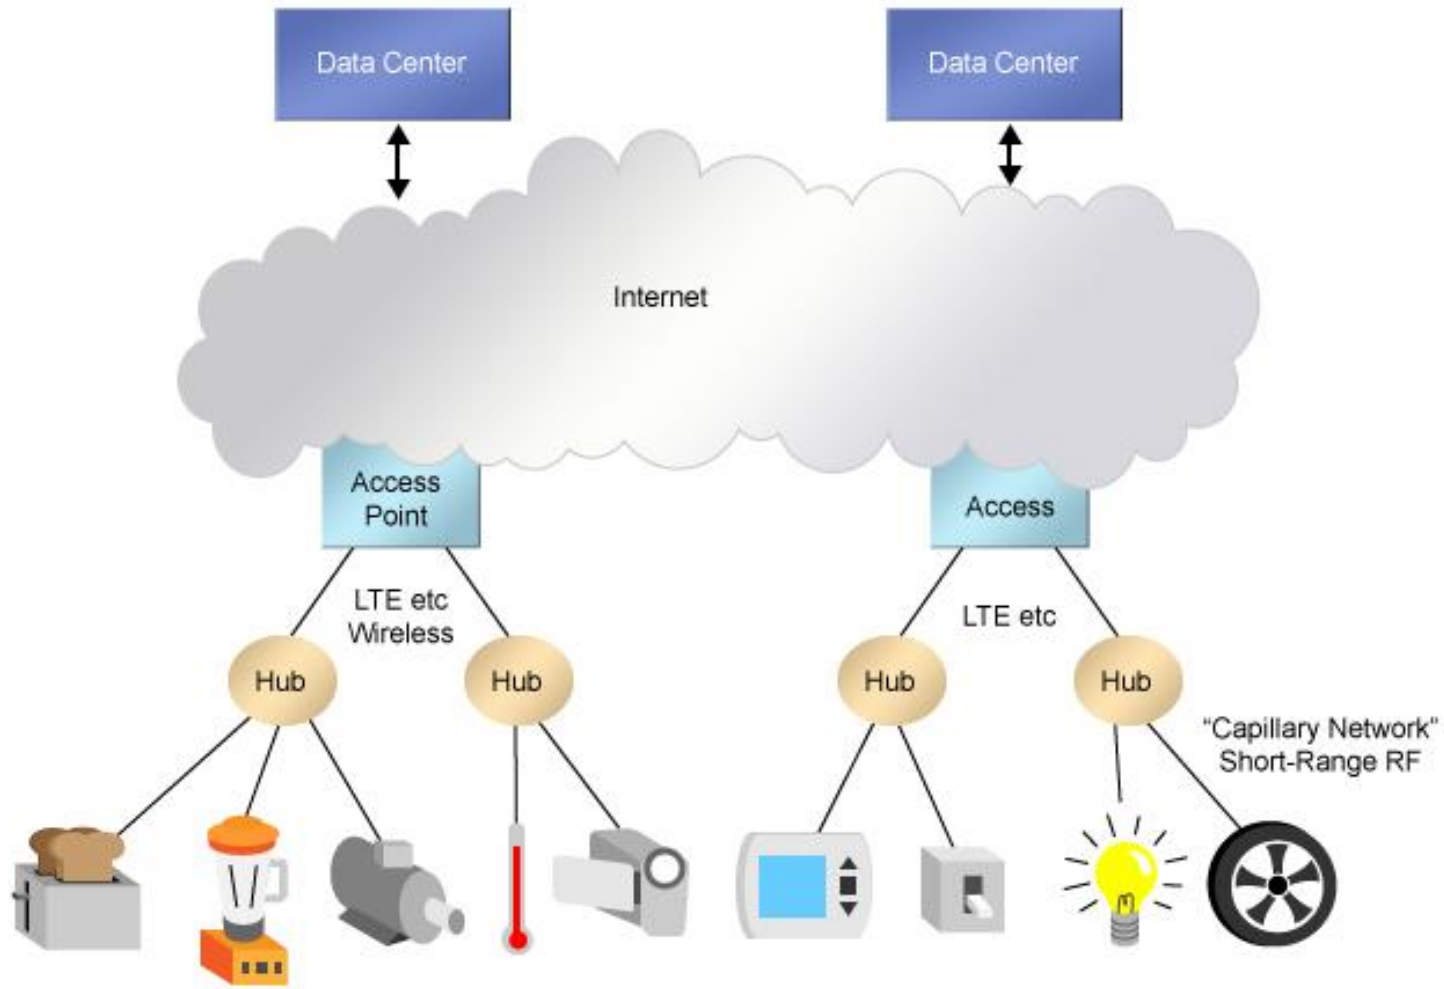 Data Center
Data Center
Internet
Access
Point
Access
LTE etc
Wireless
LTE etc
Hub
Hub
Hub
Hub
"Capillary Network"
Short-Range RF